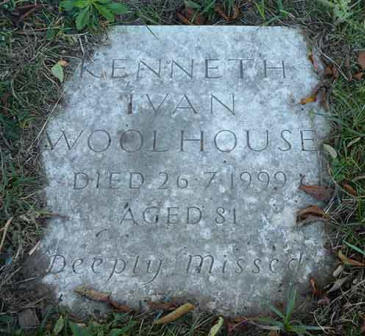 KENNETH
IVAN
WOOLHOUSE
DIED 26·7·1999
AGED 81
Deeply Missed